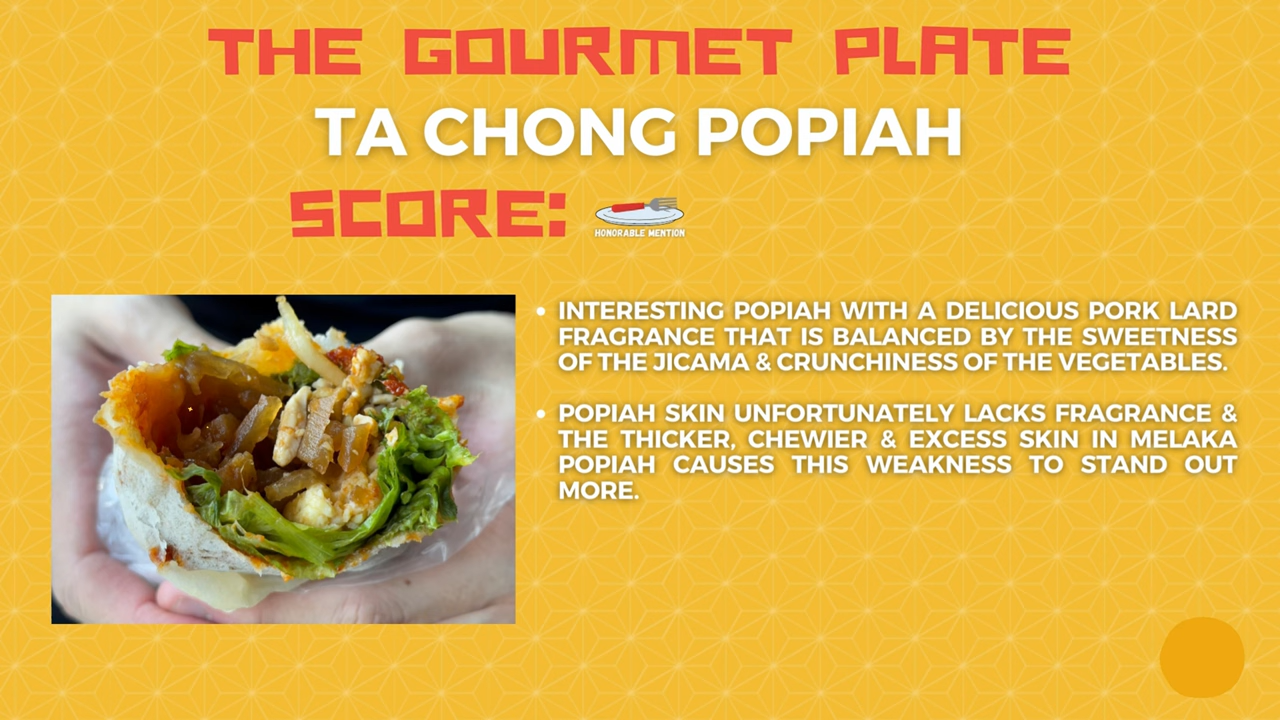 THE GOURMET PLATE
TA CHONG POPIAH
SCORE:
HONORABLE MENTION
• INTERESTING POPIAH WITH A DELICIOUS PORK LARD
FRAGRANCE THAT IS BALANCED BY THE SWEETNESS
OF THE JICAMA & CRUNCHINESS OF THE VEGETABLES.
• POPIAH SKIN UNFORTUNATELY LACKS FRAGRANCE &
THE THICKER, CHEWIER & EXCESS SKIN IN MELAKA
POPIAH CAUSES THIS WEAKNESS TO STAND OUT
MORE.